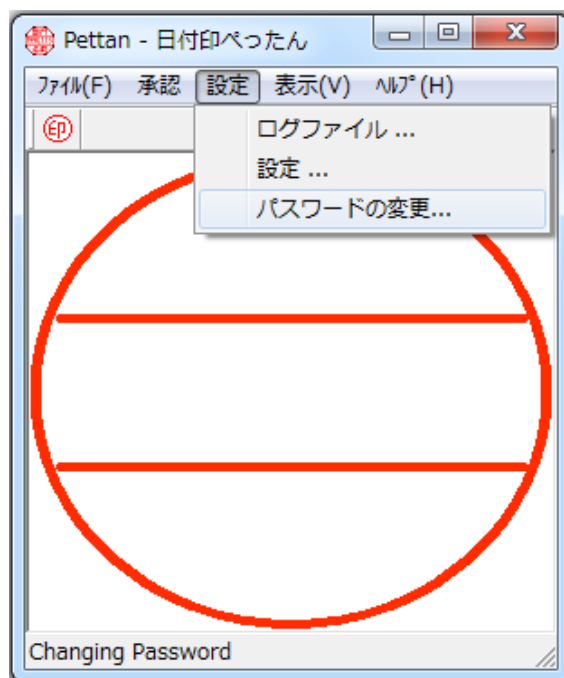 Pettan - 日付印ぺったん
ﾌｧｲﾙ(F) 承認 設定 表示(V) ﾍﾙﾌﾟ(H)
印
ログファイル ...
設定 ...
パスワードの変更...
Changing Password